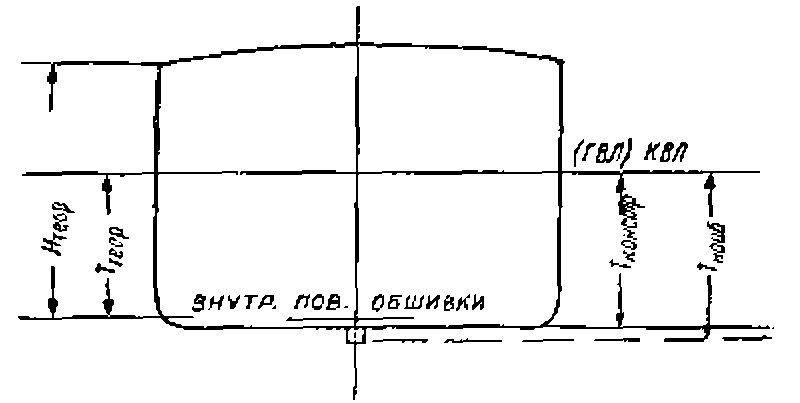 (ГВЛ) КВЛ
Hтеор
Tтеор
Tконстр
Tнаиб
ВНУТР. ПОВ. ОБШИВКИ